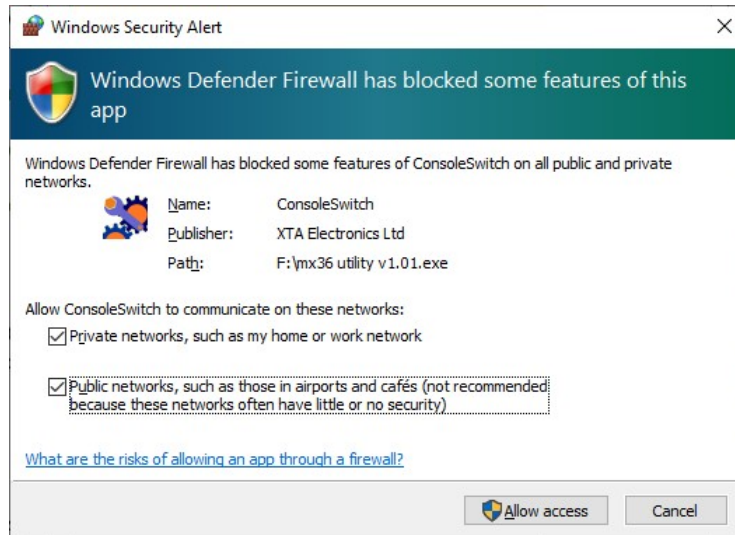 Windows Security Alert
Windows Defender Firewall has blocked some features of this
app
Windows Defender Firewall has blocked some features of ConsoleSwitch on all public and private
networks.
Name: ConsoleSwitch
Publisher: XTA Electronics Ltd
Path: F:\mx36 utility v1.01.exe
Allow ConsoleSwitch to communicate on these networks:
Private networks, such as my home or work network
Public networks, such as those in airports and cafés (not recommended
because these networks often have little or no security)
What are the risks of allowing an app through a firewall?
Allow access Cancel